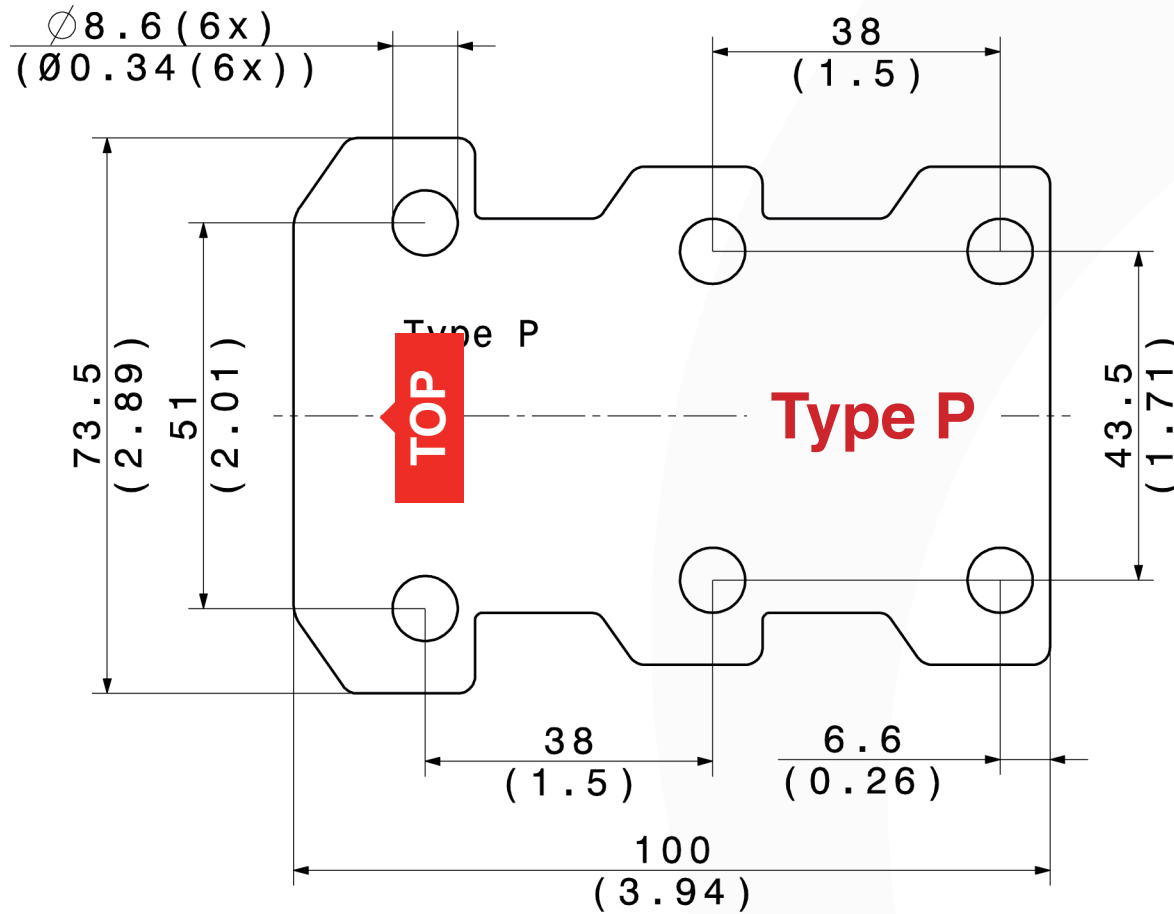 ⌀8.6(6x)
(Ø0.34(6x))
38
(1.5)
Type P
TOP
Type P
73.5
(2.89)
51
(2.01)
43.5
(1.71)
38
(1.5)
6.6
(0.26)
100
(3.94)